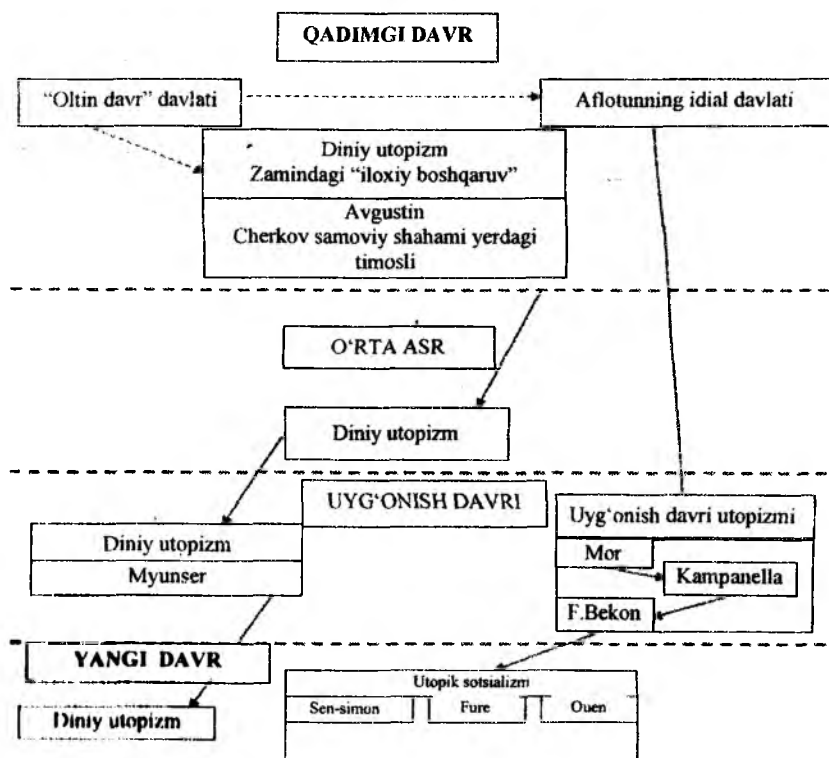 QADIMGI DAVR
“Oltin davr” davlati
Aflotunning idial davlati
Diniy utopizm
Zamindagi “iloxiy boshqaruv”
Avgustin
Cherkov samoviy shahami yerdagi
timosli
O‘RTA ASR
Diniy utopizm
UYG‘ONISH DAVRI
Diniy utopizm
Myunser
Uyg‘onish davri utopizmi
Mor
Kampanella
F.Bekon
YANGI DAVR
Diniy utopizm
Utopik sotsializm
Sen-simon
Fure
Ouen